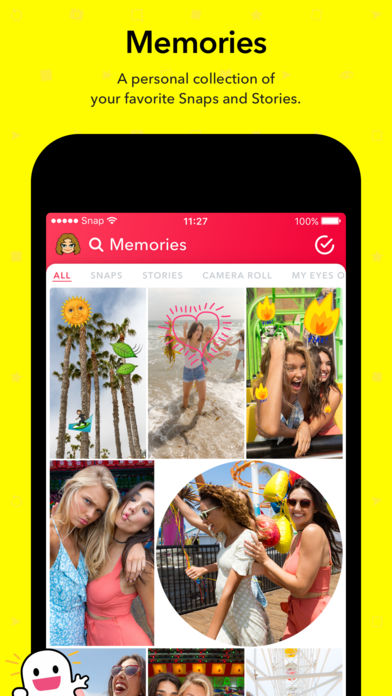 Memories
A personal collection of
your favorite Snaps and Stories.
Snap 11:27 100%
Memories
ALL SNAPS STORIES CAMERA ROLL MY EYES O